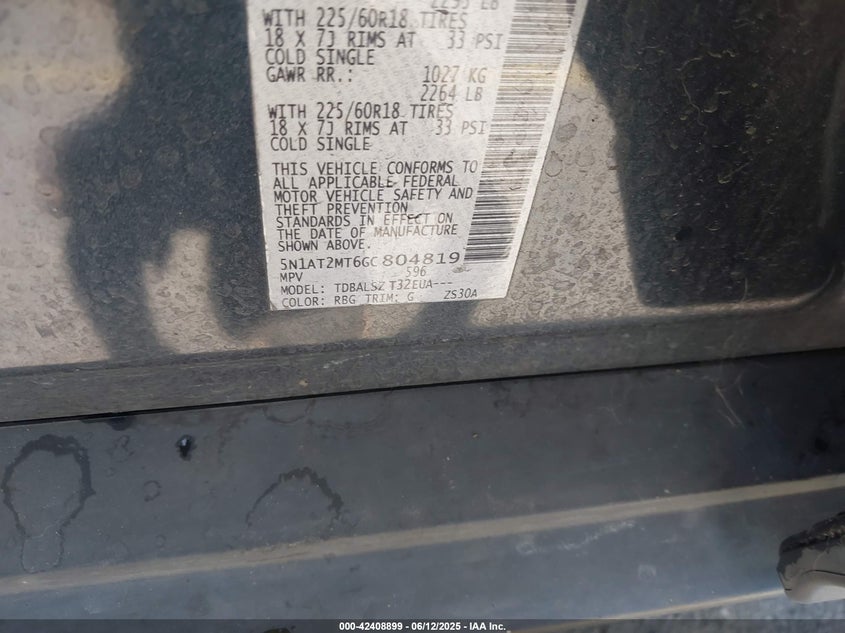 WITH 225/60R18 TIRES
18 X 7J RIMS AT 33 PSI
COLD SINGLE
GAWR RR.: 1027 KG
2264 LB
WITH 225/60R18 TIRES
18 X 7J RIMS AT 33 PSI
COLD SINGLE
THIS VEHICLE CONFORMS TO
ALL APPLICABLE FEDERAL
MOTOR VEHICLE SAFETY AND
THEFT PREVENTION
STANDARDS IN EFFECT ON
THE DATE OF MANUFACTURE
SHOWN ABOVE.
5N1AT2MT6GC804819
MPV 596
MODEL: TDBALSZ T32EUA---
COLOR: RBG TRIM: G ZS30A
000-42408899 - 06/12/2025 - IAA Inc.